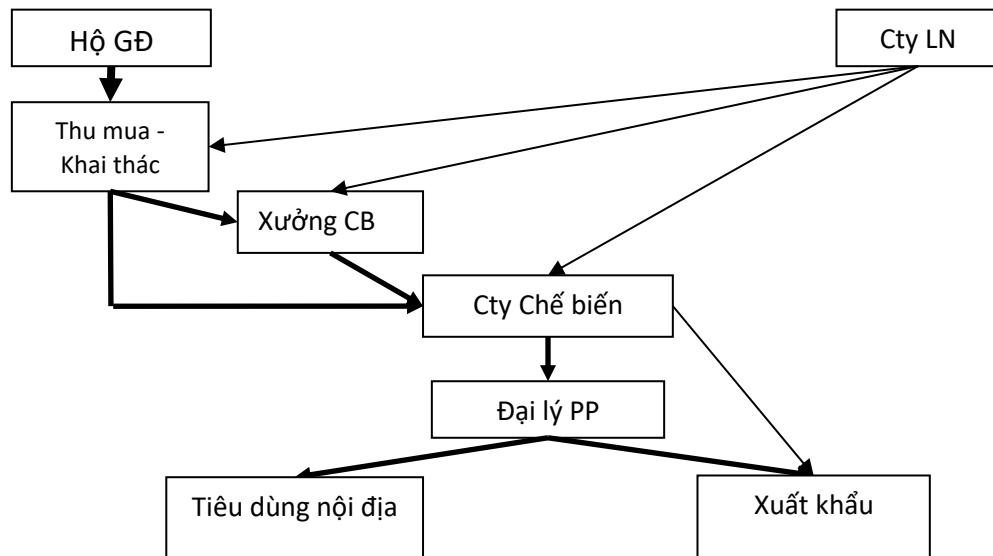 Hộ GĐ
Cty LN
Thu mua -
Khai thác
Xưởng CB
Cty Chế biến
Đại lý PP
Tiêu dùng nội địa
Xuất khẩu